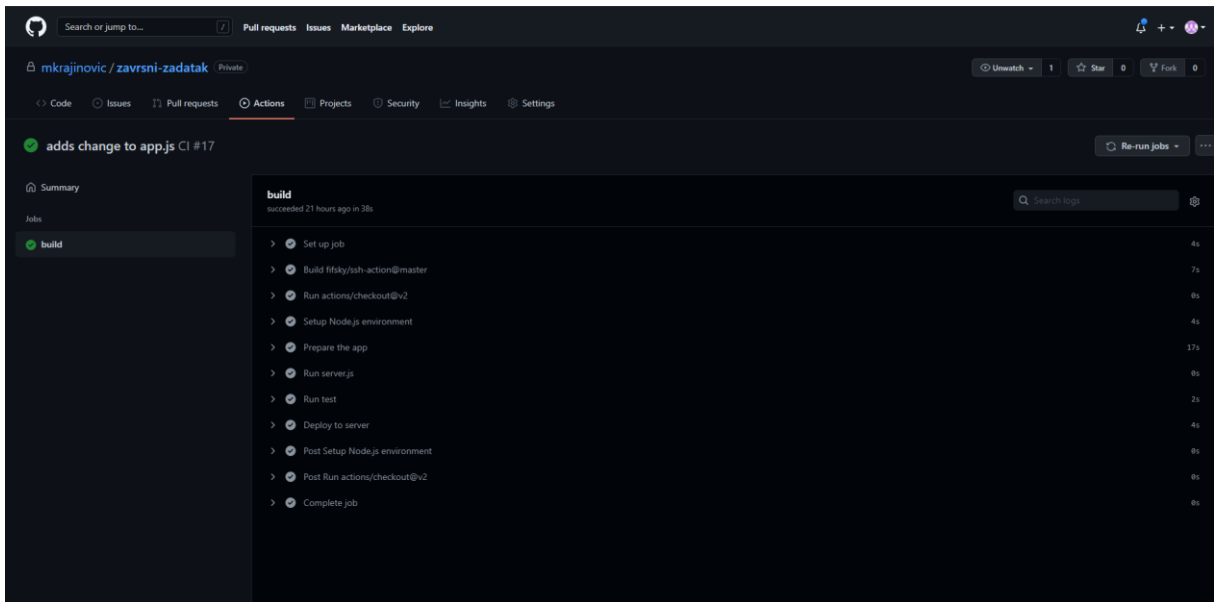 Search or jump to... / Pull requests Issues Marketplace Explore
mkrajinovic / zavrsni-zadatak Private Unwatch 1 Star 0 Fork 0
Code Issues Pull requests Actions Projects Security Insights Settings
adds change to app.js CI #17 Re-run jobs
Summary
Jobs
build
build
succeeded 21 hours ago in 38s
Search logs
Set up job 4s
Build fifsky/ssh-action@master 7s
Run actions/checkout@v2 0s
Setup Node.js environment 4s
Prepare the app 17s
Run server.js 0s
Run test 2s
Deploy to server 4s
Post Setup Node.js environment 0s
Post Run actions/checkout@v2 0s
Complete job 0s